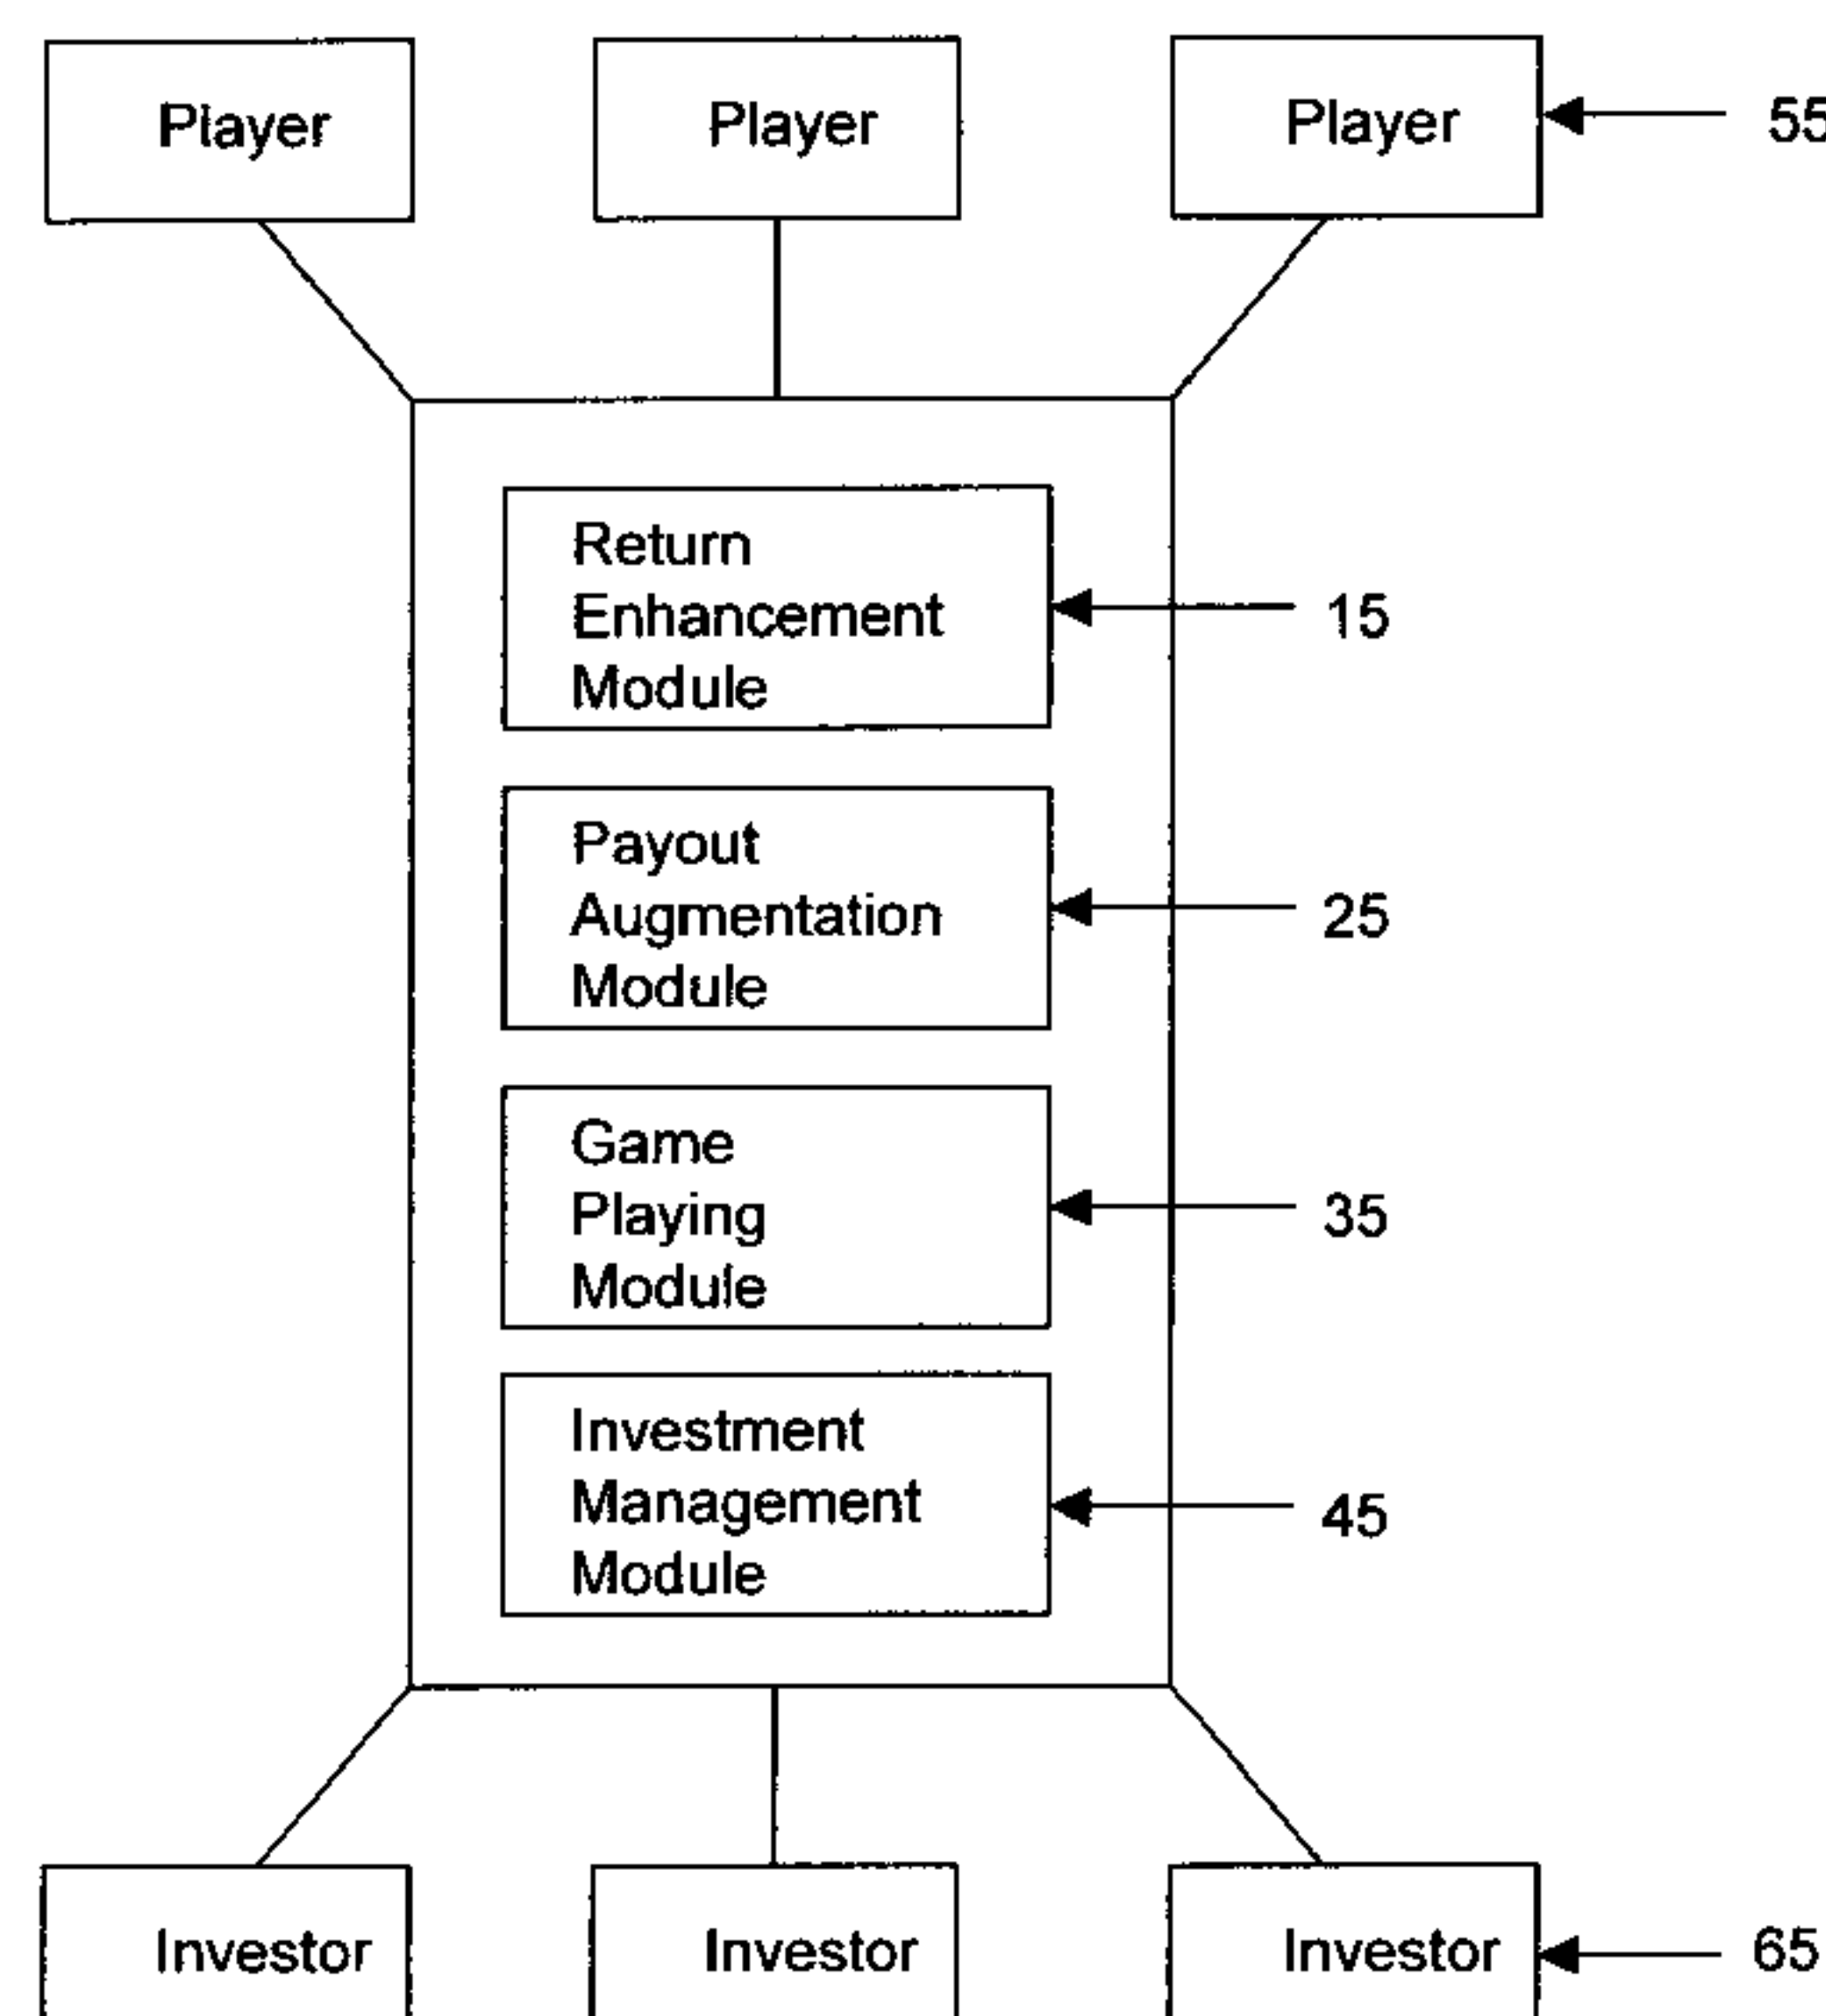 Player Player Player 55
Return
Enhancement 15
Module
Payout
Augmentation 25
Module
Game
Playing 35
Module
Investment
Management 45
Module
Investor Investor Investor 65